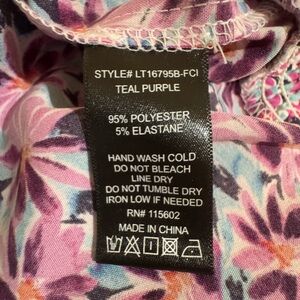 STYLE# LT16795B-FCI
TEAL PURPLE
95% POLYESTER
5% ELASTANE
HAND WASH COLD
DO NOT BLEACH
LINE DRY
DO NOT TUMBLE DRY
IRON LOW IF NEEDED
RN# 115602
MADE IN CHINA